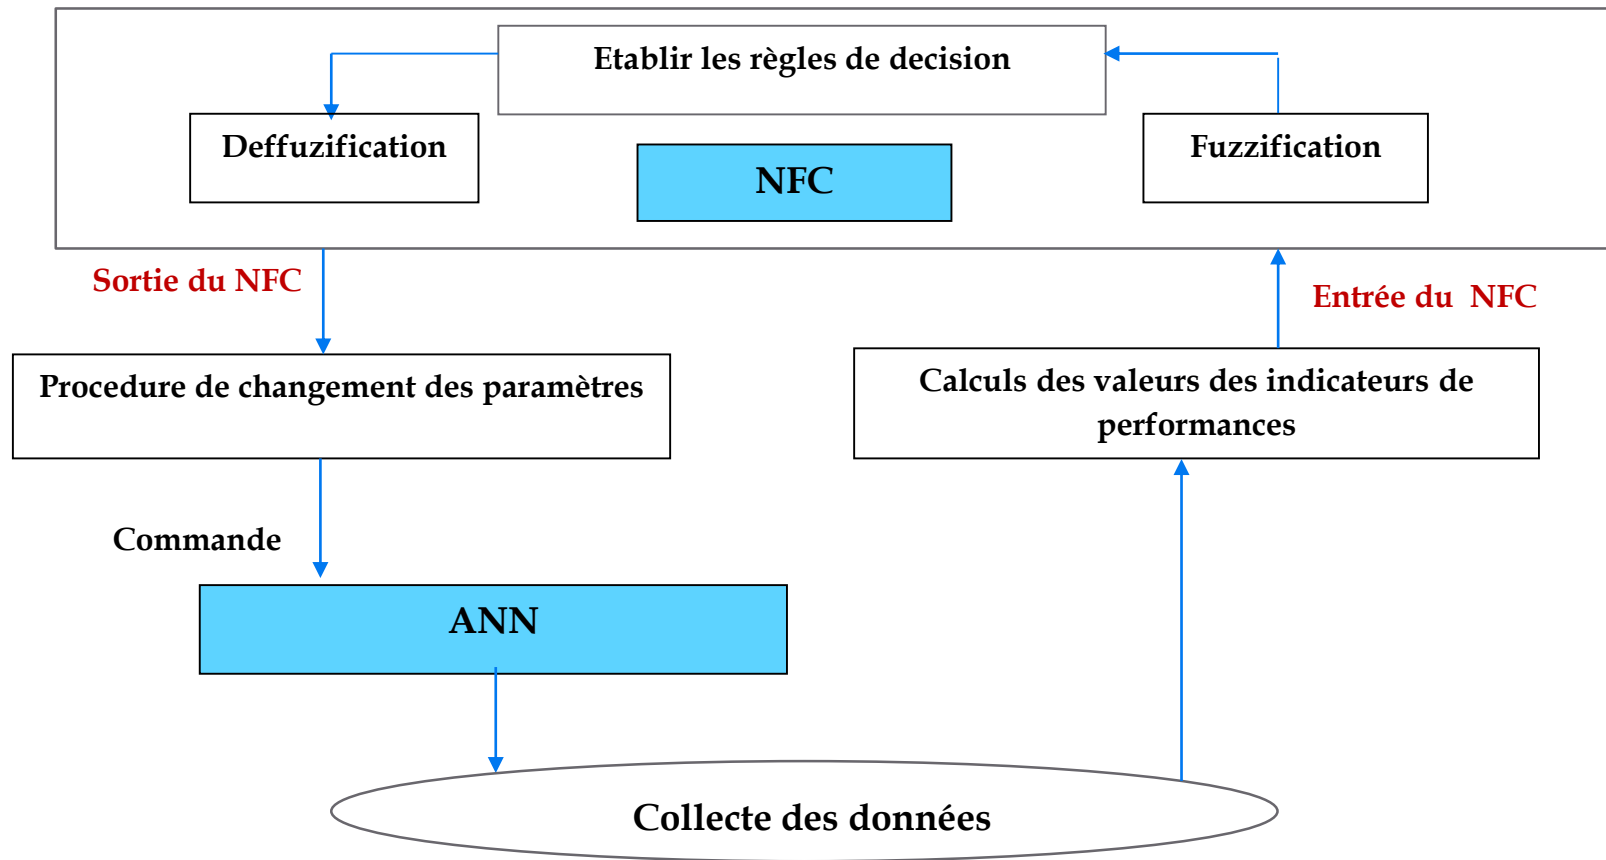 Etablir les règles de decision
Deffuzification
Fuzzification
NFC
Sortie du NFC
Entrée du  NFC
Procedure de changement des paramètres
Calculs des valeurs des indicateurs de
performances
Commande
ANN
Collecte des données